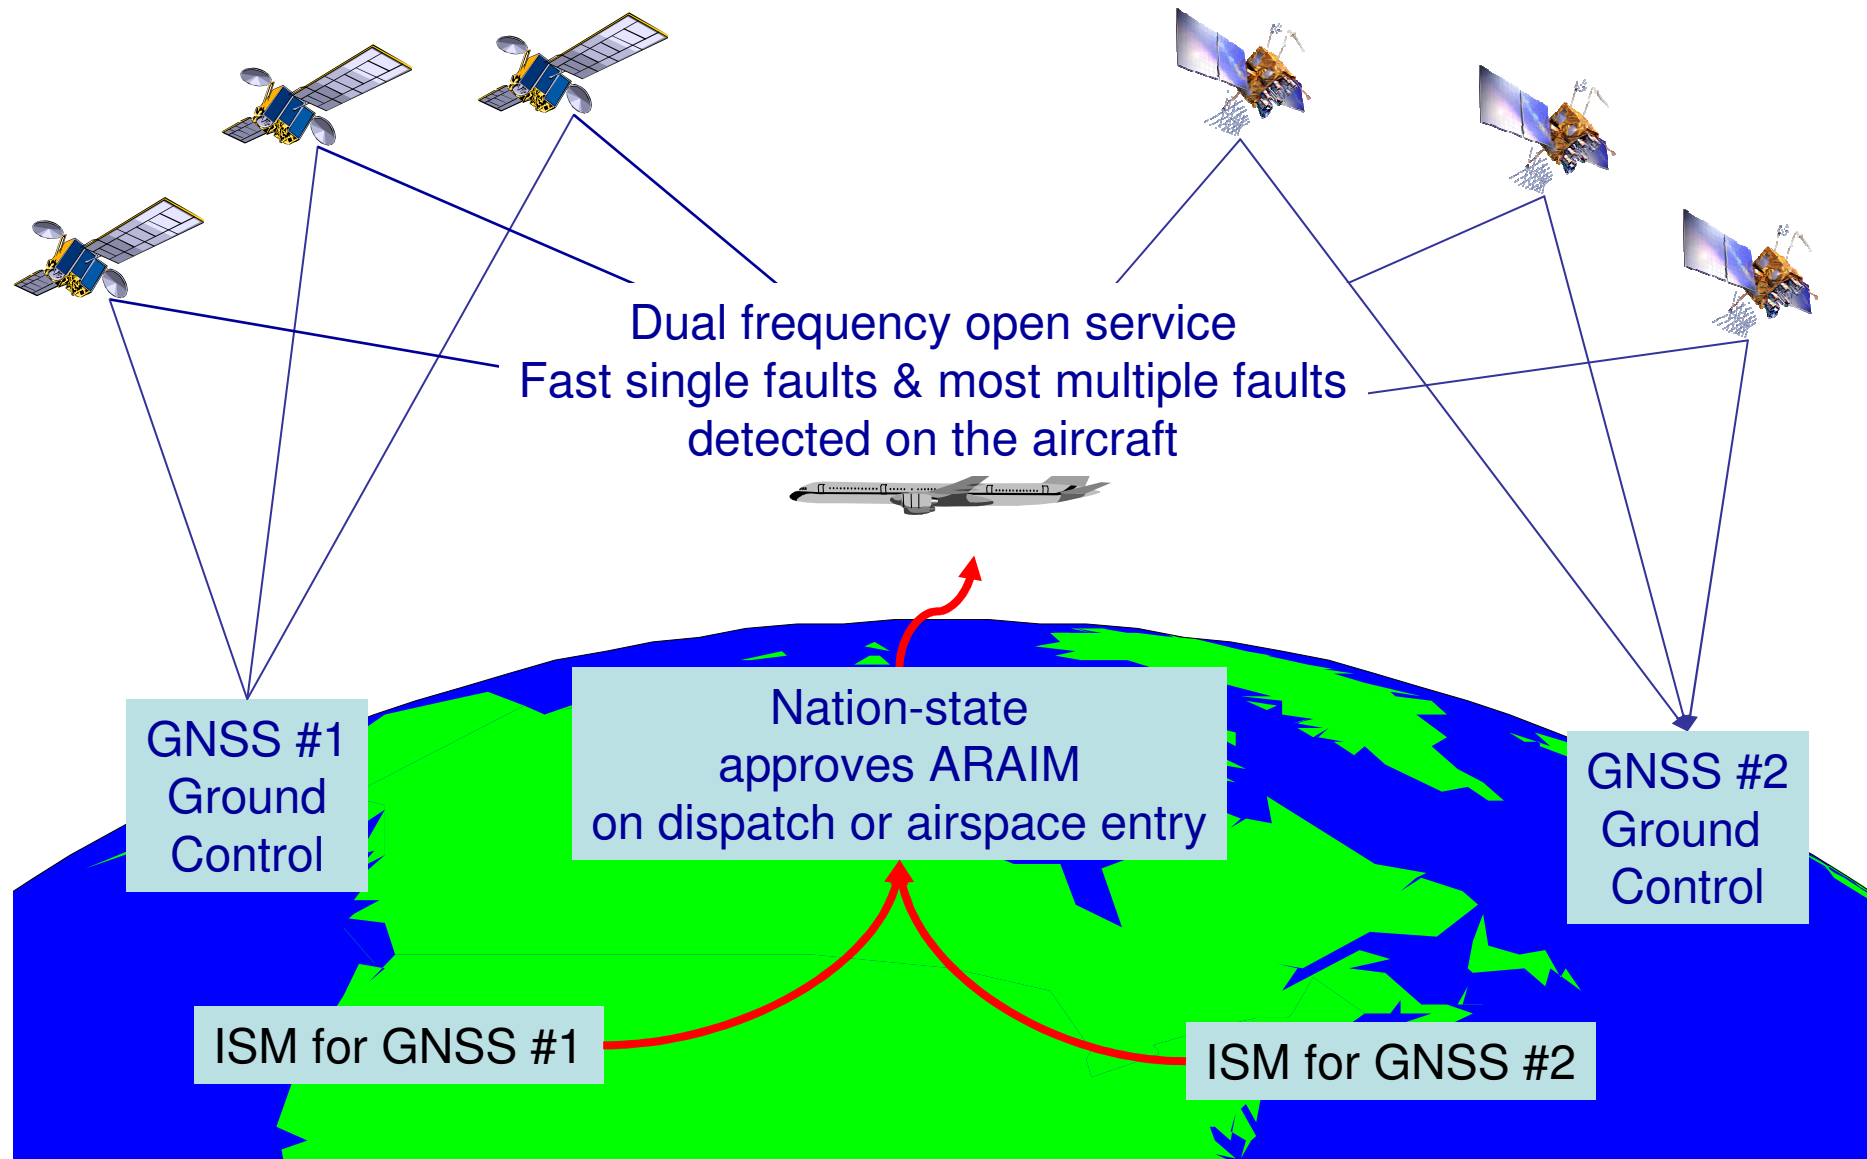 Dual frequency open service
Fast single faults & most multiple faults
detected on the aircraft
Nation-state
approves ARAIM
on dispatch or airspace entry
GNSS #1
Ground
Control
GNSS #2
Ground
Control
ISM for GNSS #1
ISM for GNSS #2